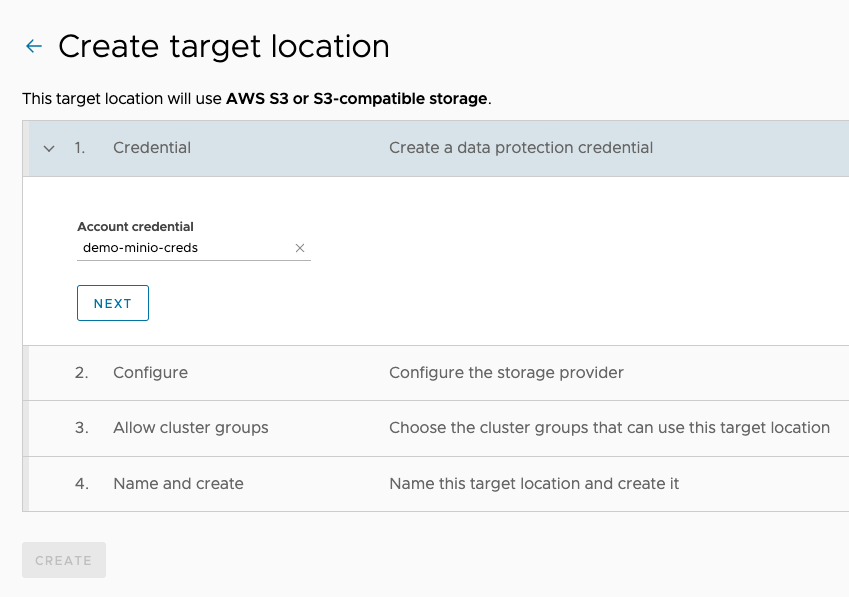 Create target location
This target location will use AWS S3 or S3-compatible storage.
1. Credential Create a data protection credential
Account credential
demo-minio-creds
NEXT
2. Configure Configure the storage provider
3. Allow cluster groups Choose the cluster groups that can use this target location
4. Name and create Name this target location and create it
CREATE